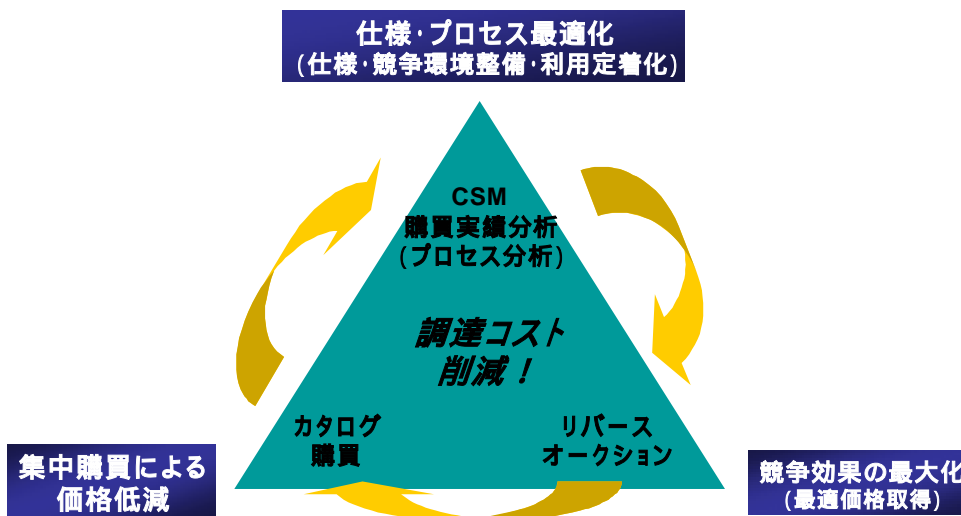 仕様・プロセス最適化
(仕様・競争環境整備・利用定着化)
CSM
購買実績分析
(プロセス分析)
調達コスト
削減！
カタログ
購買
リバース
オークション
集中購買による
価格低減
競争効果の最大化
(最適価格取得)